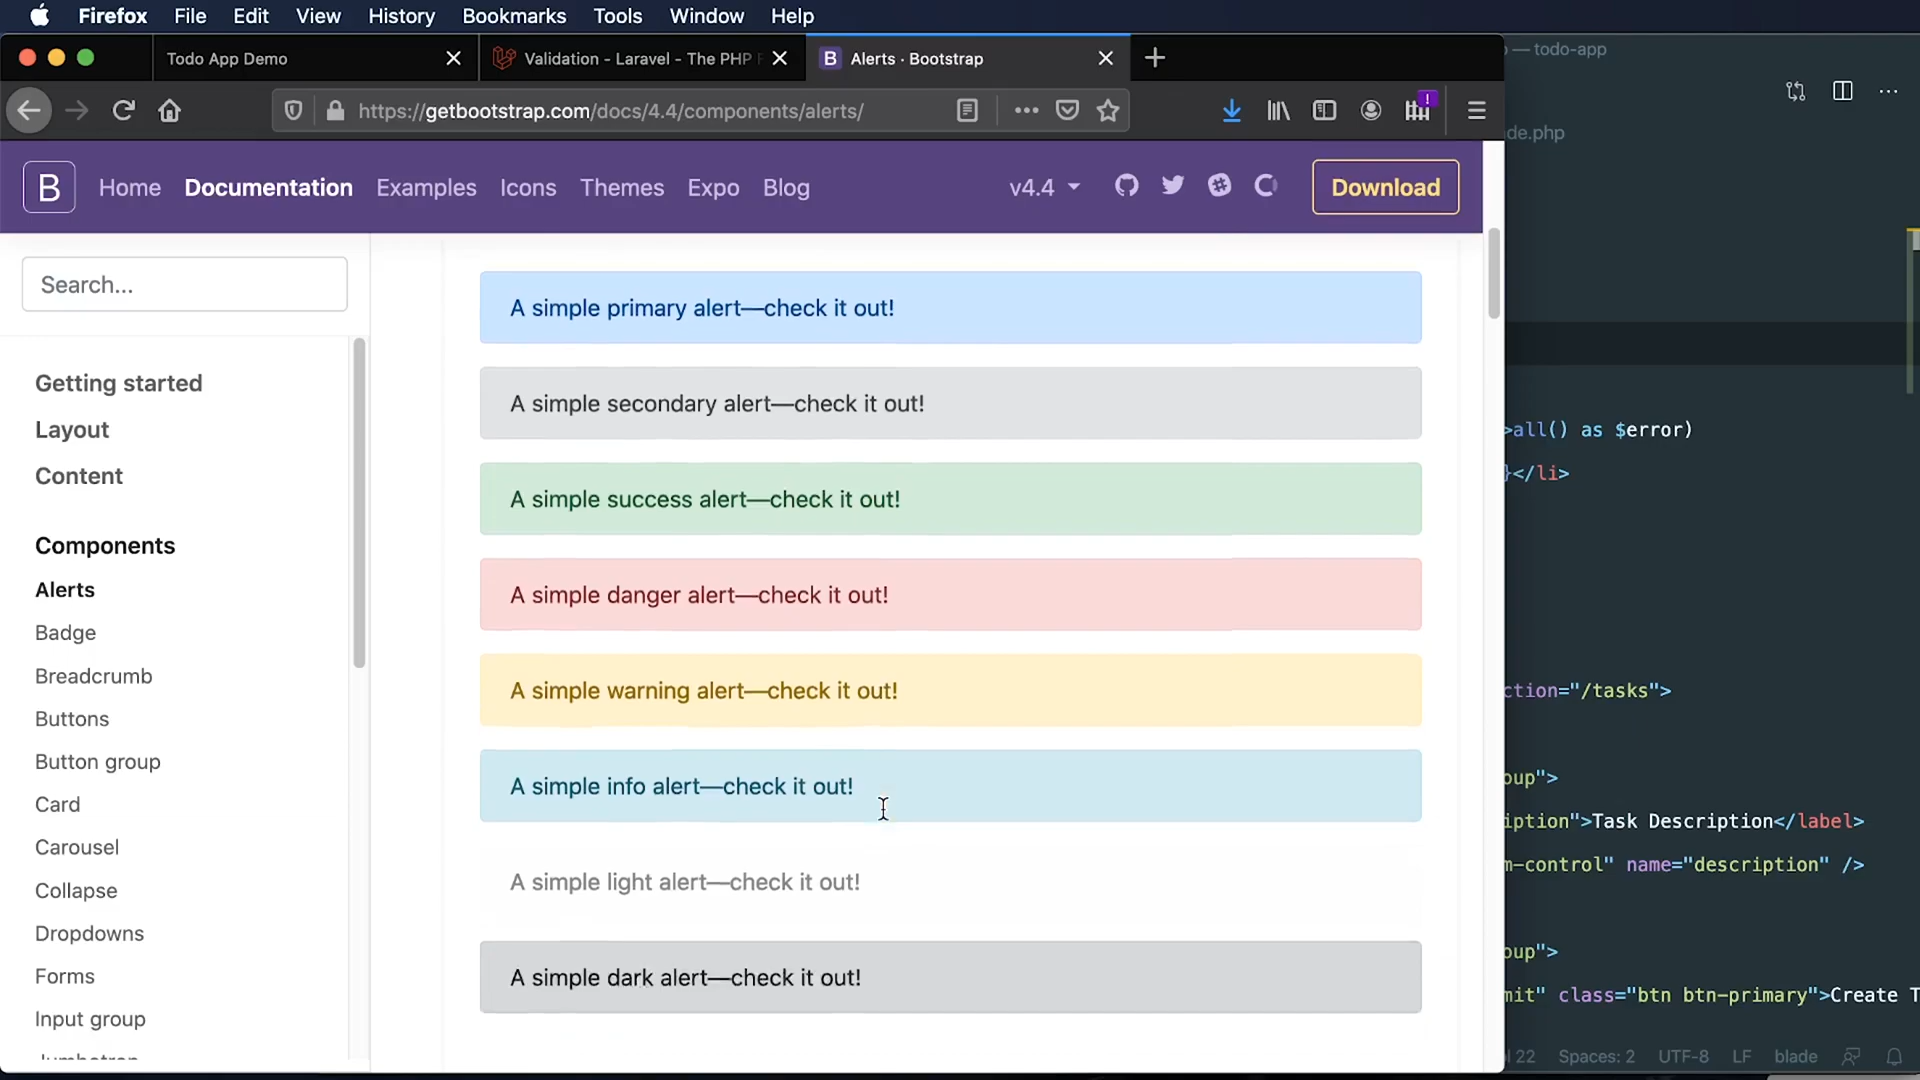 Firefox File Edit View History Bookmarks Tools Window Help
Todo App Demo
Validation - Laravel - The PHP F
B Alerts · Bootstrap
— todo-app
https://getbootstrap.com/docs/4.4/components/alerts/
de.php
B Home Documentation Examples Icons Themes Expo Blog v4.4 Download
Search...
Getting started
Layout
Content
Components
Alerts
Badge
Breadcrumb
Buttons
Button group
Card
Carousel
Collapse
Dropdowns
Forms
Input group
Jumbotron
A simple primary alert—check it out!
A simple secondary alert—check it out!
A simple success alert—check it out!
A simple danger alert—check it out!
A simple warning alert—check it out!
A simple info alert—check it out!
A simple light alert—check it out!
A simple dark alert—check it out!
>all() as $error)
}</li>
ction="/tasks">
oup">
iption">Task Description</label>
m-control" name="description" />
oup">
mit" class="btn btn-primary">Create T
l 22 Spaces: 2 UTF-8 LF blade